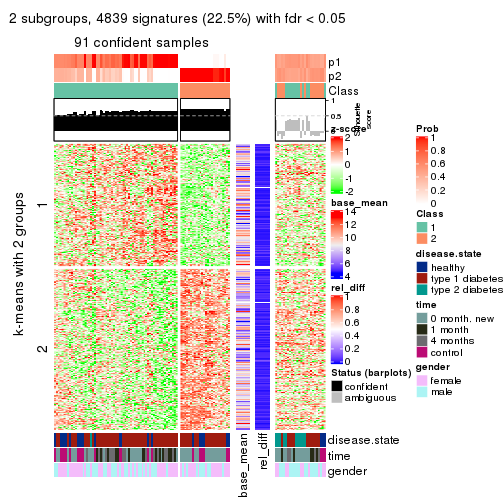 2 subgroups, 4839 signatures (22.5%) with fdr < 0.05
91 confident samples
p1
p2
Class
1
0.5
0
Silhouette
score
k-means with 2 groups
1
2
z-score
2
1
0
-1
-2
base_mean
14
12
10
8
6
4
rel_diff
1
0.8
0.6
0.4
0.2
0
Status (barplots)
confident
ambiguous
Prob
1
0.8
0.6
0.4
0.2
0
Class
1
2
disease.state
healthy
type 1 diabetes
type 2 diabetes
time
0 month. new
1 month
4 months
control
gender
female
male
disease.state
time
gender
base_mean
rel_diff